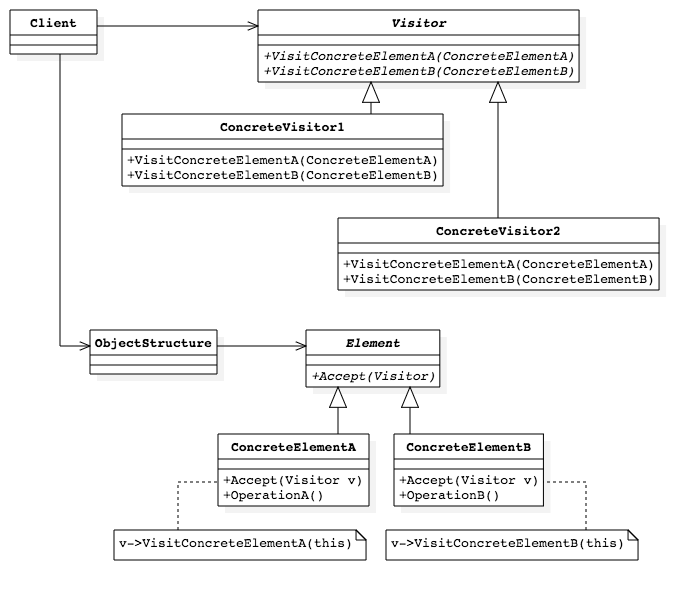 Client
Visitor
+VisitConcreteElementA(ConcreteElementA)
+VisitConcreteElementB(ConcreteElementB)
ConcreteVisitor1
+VisitConcreteElementA(ConcreteElementA)
+VisitConcreteElementB(ConcreteElementB)
ConcreteVisitor2
+VisitConcreteElementA(ConcreteElementA)
+VisitConcreteElementB(ConcreteElementB)
ObjectStructure
Element
+Accept(Visitor)
ConcreteElementA
+Accept(Visitor v)
+OperationA()
ConcreteElementB
+Accept(Visitor v)
+OperationB()
v->VisitConcreteElementA(this)
v->VisitConcreteElementB(this)